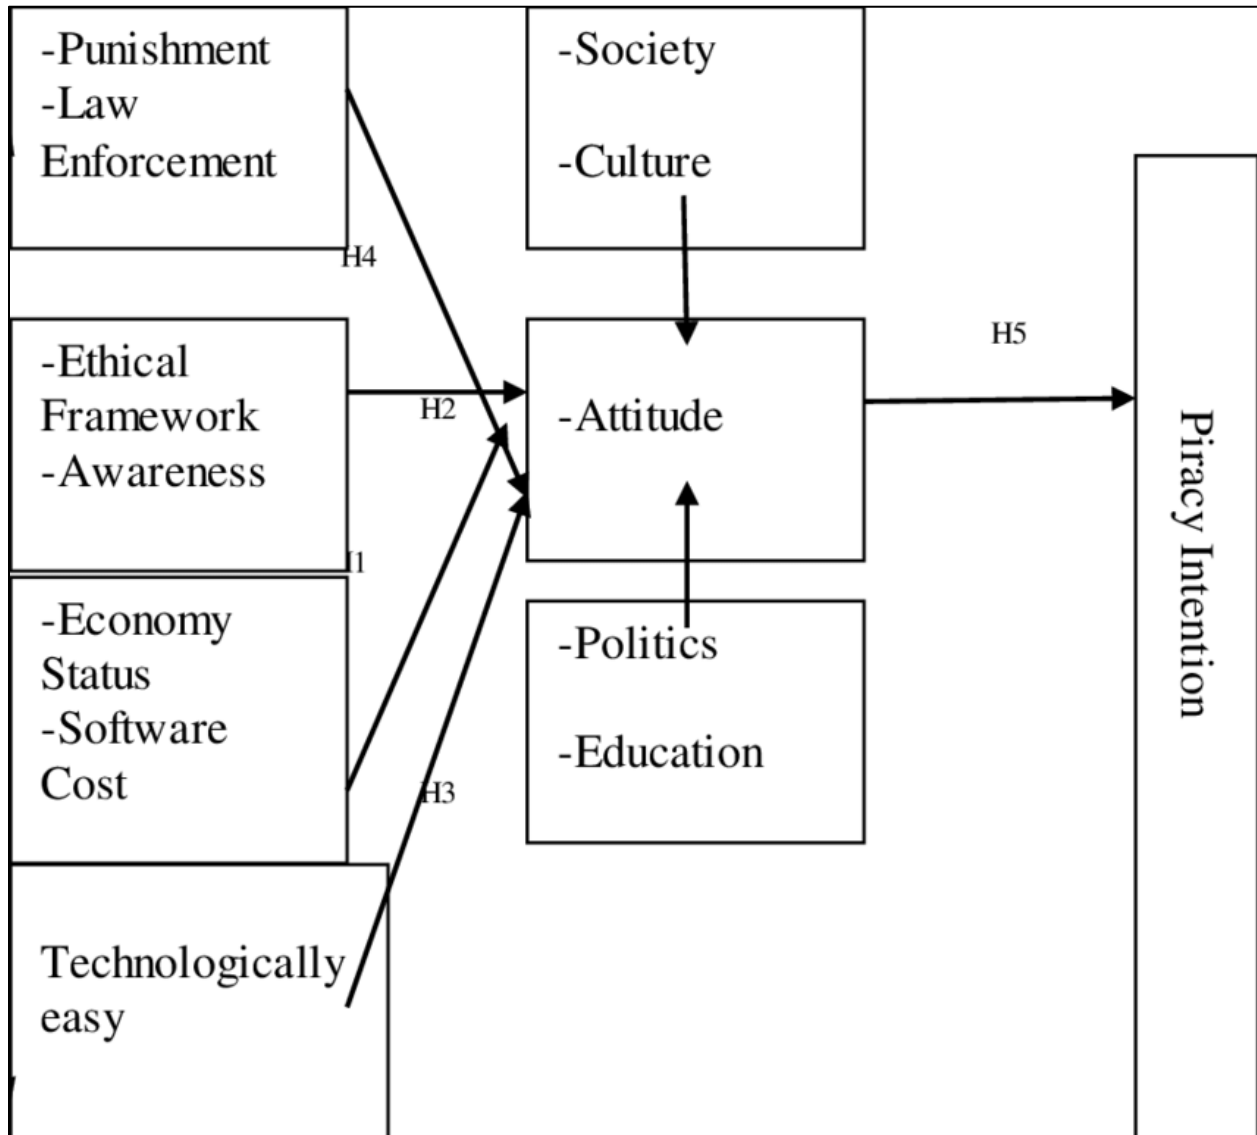 -Punishment
-Law
Enforcement
H4
-Ethical
Framework
-Awareness
-Economy
Status
-Software
Cost
Technologically
easy
H2
H3
-Society
-Culture
-Attitude
-Politics
-Education
H5
Piracy Intention